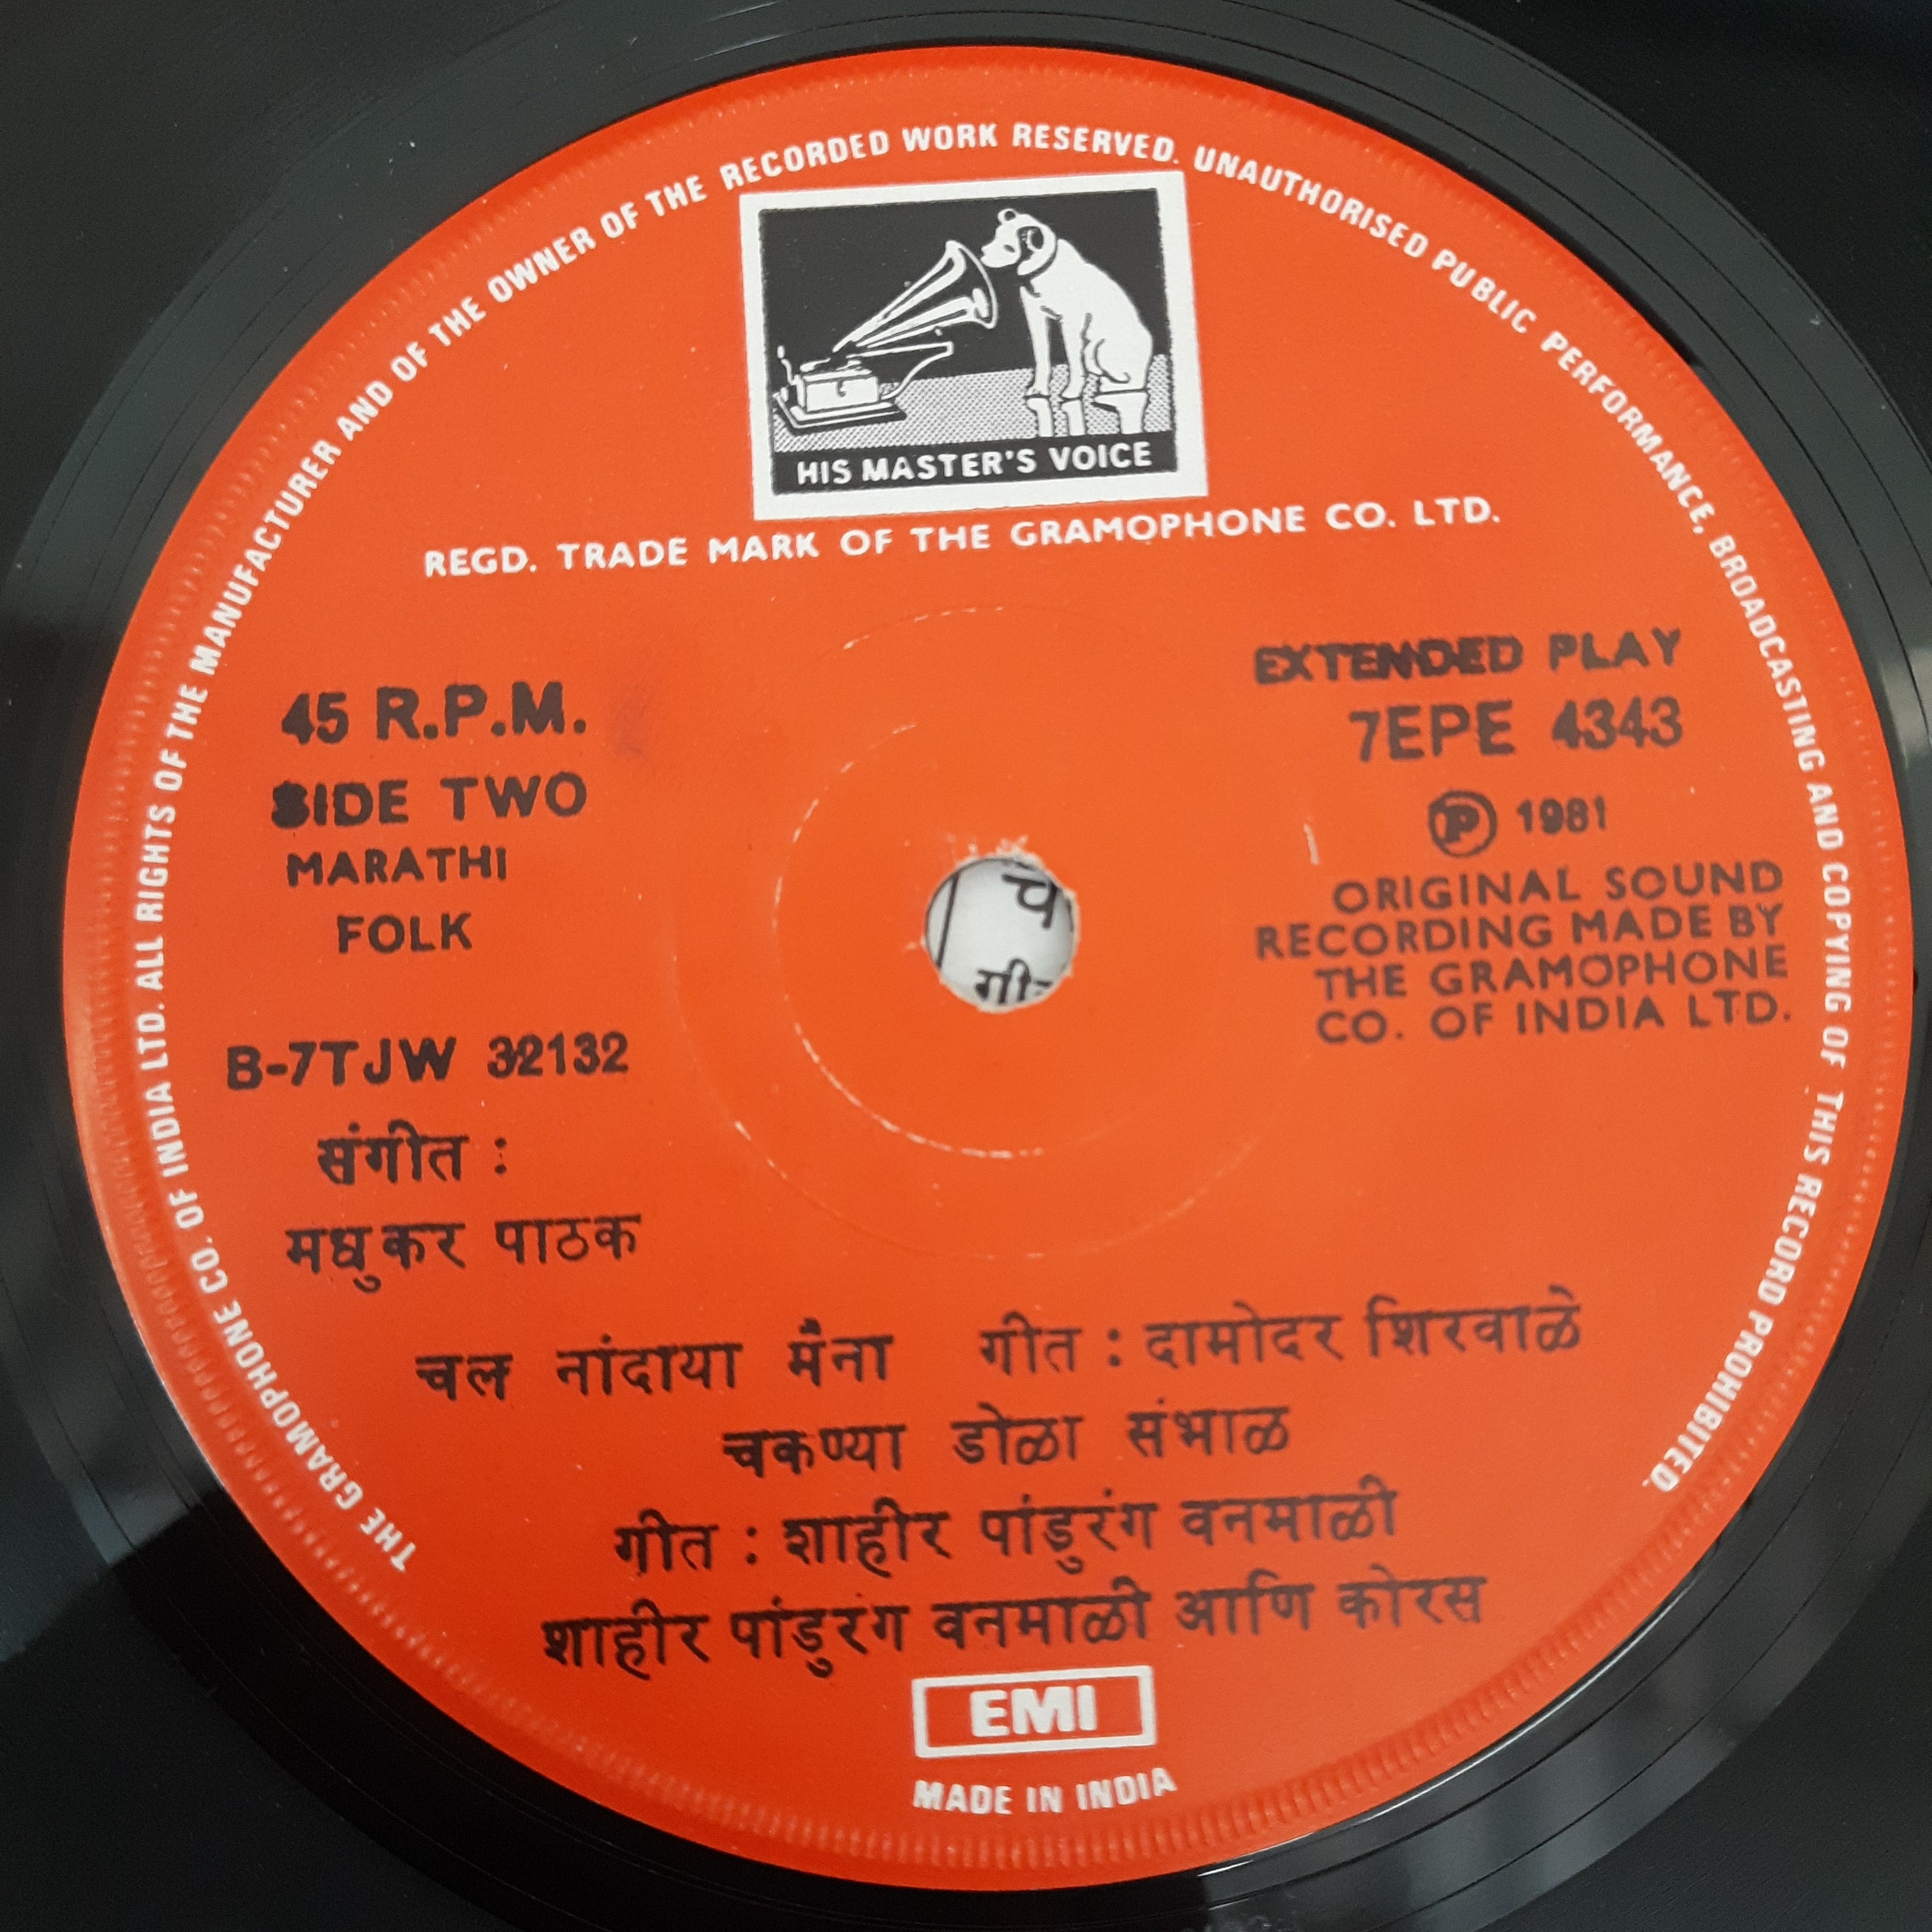 THE GRAMOPHONE CO. OF INDIA LTD. ALL RIGHTS OF THE MANUFACTURER AND OF THE OWNER OF THE RECORDED WORK RESERVED. UNAUTHORISED PUBLIC PERFORMANCE, BROADCASTING AND COPYING OF THIS RECORD PROHIBITED.
HIS MASTER'S VOICE
REGD. TRADE MARK OF THE GRAMOPHONE CO. LTD.
45 R.P.M.
SIDE TWO
MARATHI
FOLK
EXTENDED PLAY
7EPE 4343
Ⓟ 1981
ORIGINAL SOUND
RECORDING MADE BY
THE GRAMOPHONE
CO. OF INDIA LTD.
B-7TJW 32132
संगीत :
मधुकर पाठक
चल नांदाया मैना गीत : दामोदर शिरवाळे
चकण्या डोळा संभाळ
गीत : शाहीर पांडुरंग वनमाळी
शाहीर पांडुरंग वनमाळी आणि कोरस
EMI
MADE IN INDIA